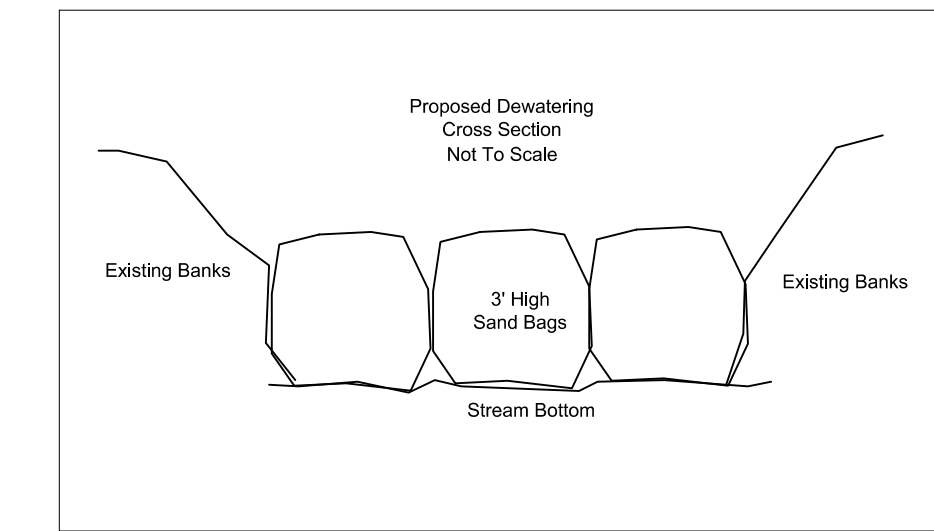 Proposed Dewatering
Cross Section
Not To Scale
Existing Banks
Existing Banks
3' High
Sand Bags
Stream Bottom